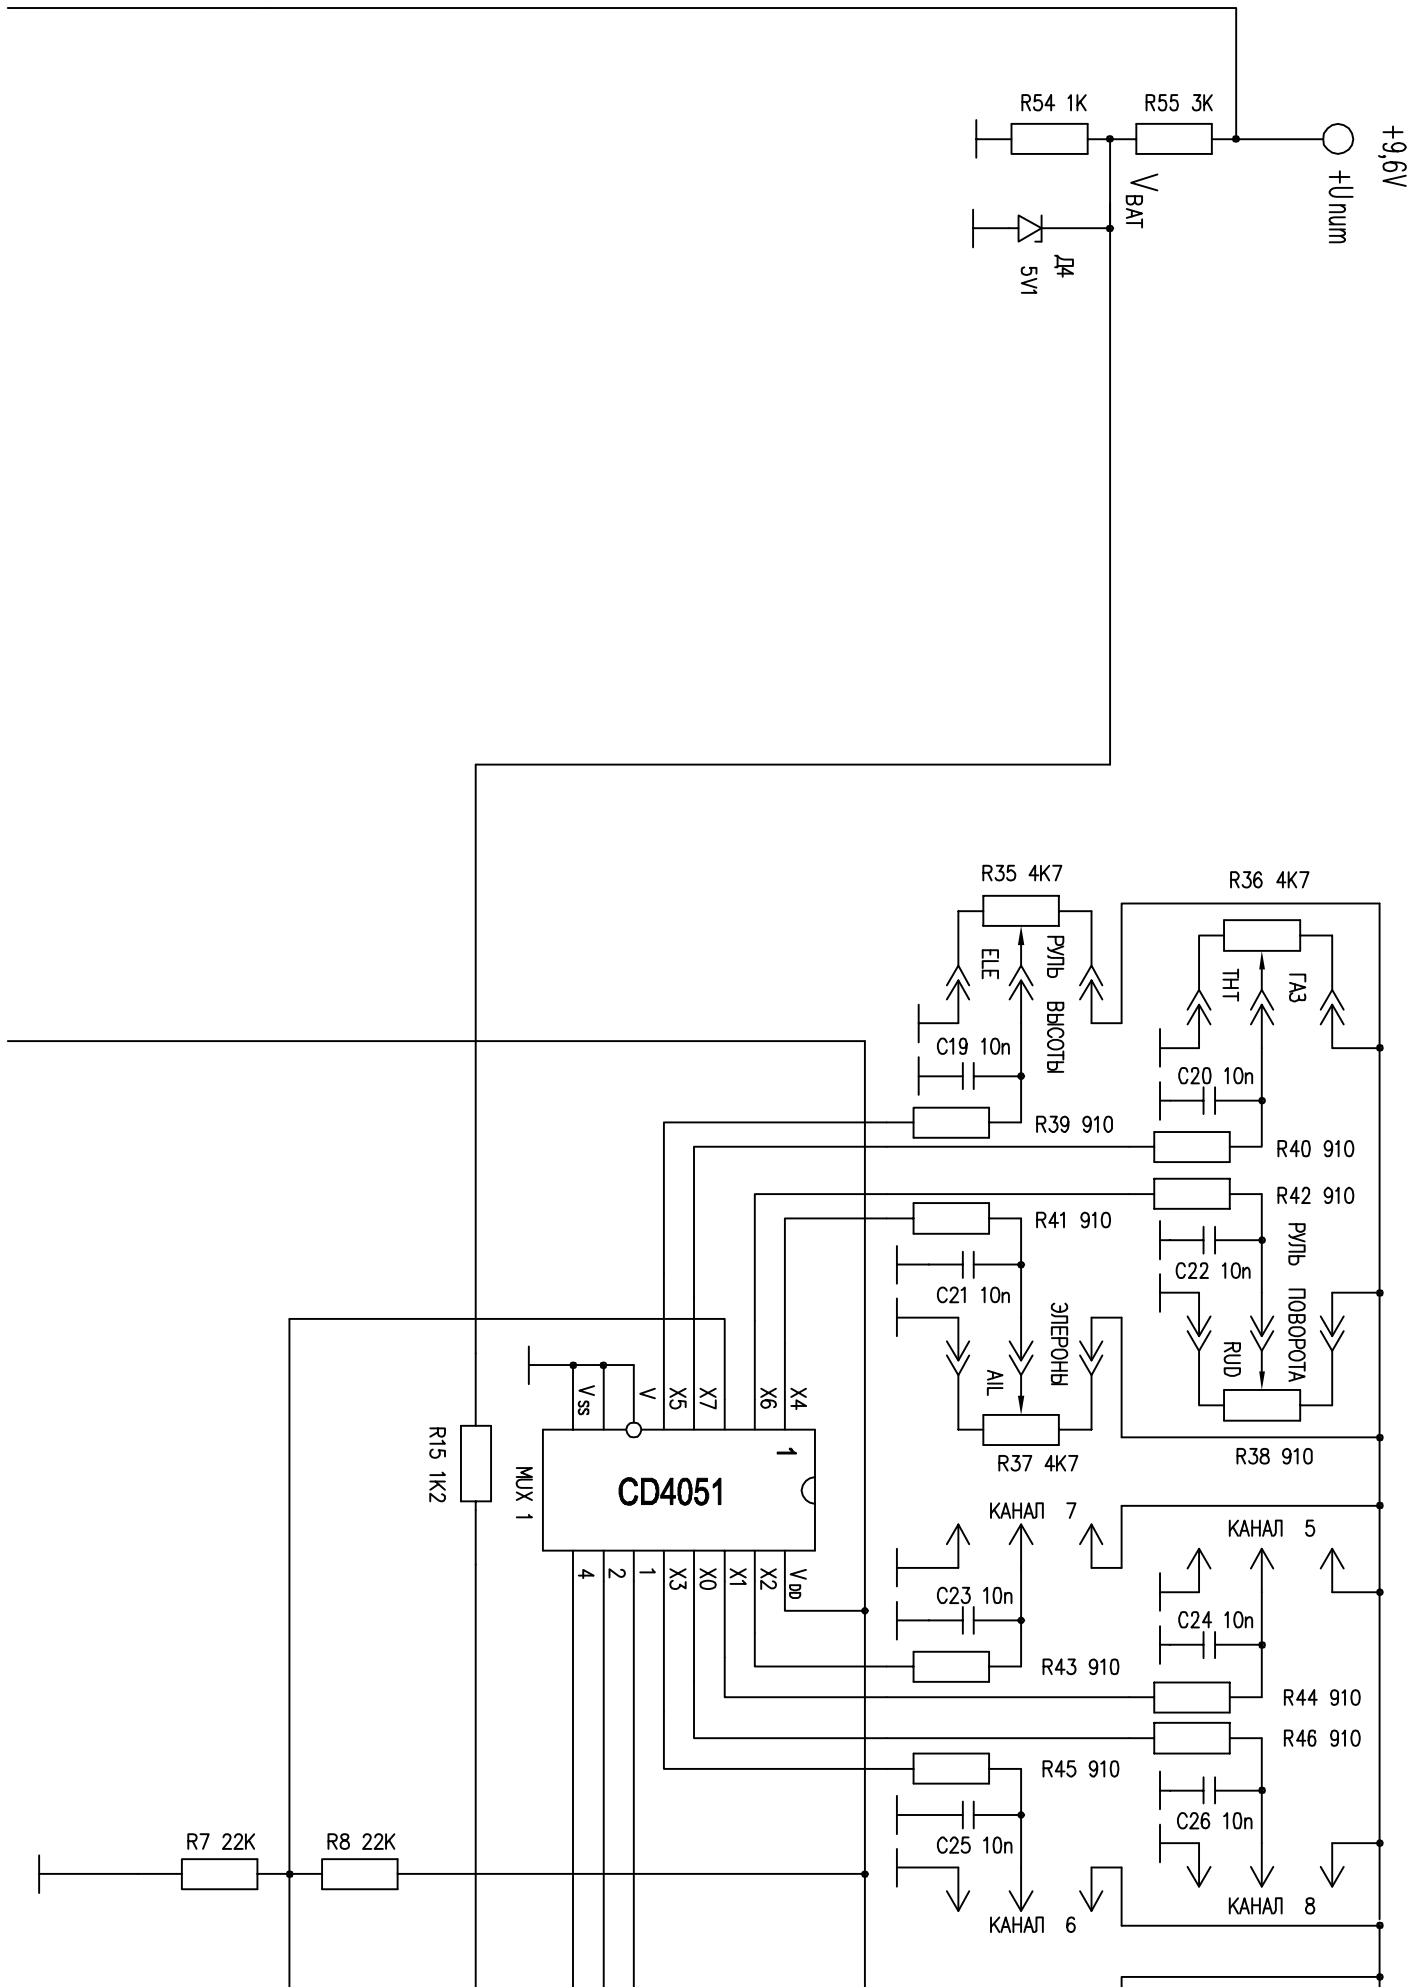 R54 1K
R55 3K
+9,6V
+Uпит
VBAT
Д4
5V1
R35 4K7
R36 4K7
РУЛЬ ВЫСОТЫ
ELE
ГАЗ
ТНТ
C19 10n
C20 10n
R39 910
R40 910
R42 910
R41 910
РУЛЬ ПОВОРОТА
RUD
C22 10n
C21 10n
ЭЛЕРОНЫ
AIL
VSS
V
X5
X7
X6
X4
R15 1K2
MUX 1
CD4051
1
R37 4K7
R38 910
КАНАЛ 7
КАНАЛ 5
4
2
1
X3
X0
X1
X2
VDD
C23 10n
C24 10n
R43 910
R44 910
R46 910
R45 910
C26 10n
C25 10n
R7 22K
R8 22K
КАНАЛ 8
КАНАЛ 6